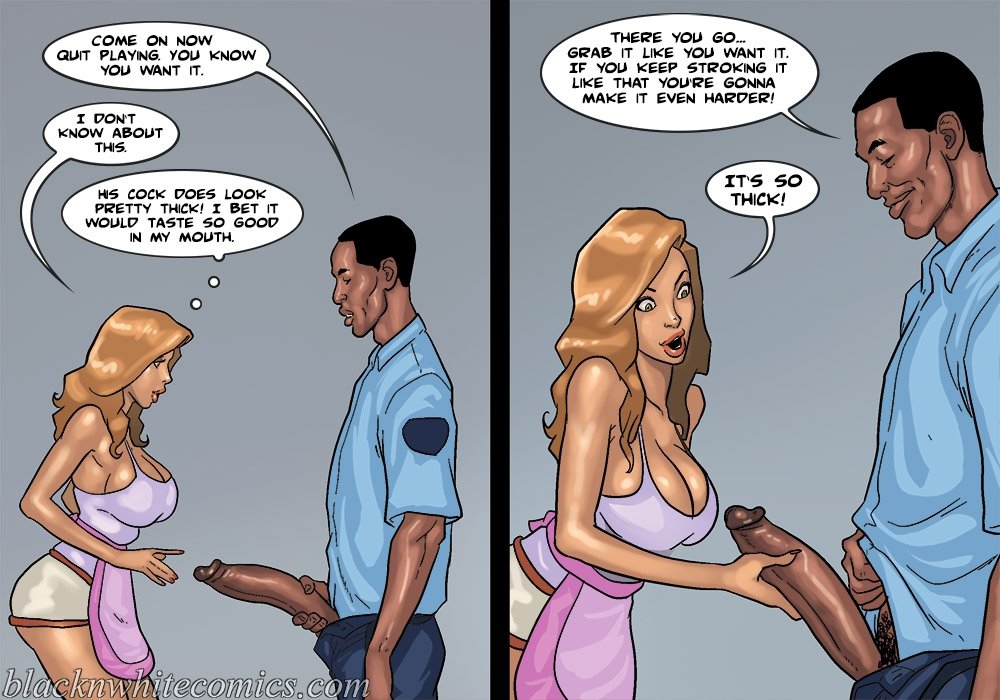 COME ON NOW
QUIT PLAYING. YOU KNOW
YOU WANT IT.
I DON'T
KNOW ABOUT
THIS.
HIS COCK DOES LOOK
PRETTY THICK! I BET IT
WOULD TASTE SO GOOD
IN MY MOUTH.
THERE YOU GO...
GRAB IT LIKE YOU WANT IT.
IF YOU KEEP STROKING IT
LIKE THAT YOU'RE GONNA
MAKE IT EVEN HARDER!
IT'S SO
THICK!
blacknwhitecomics.com